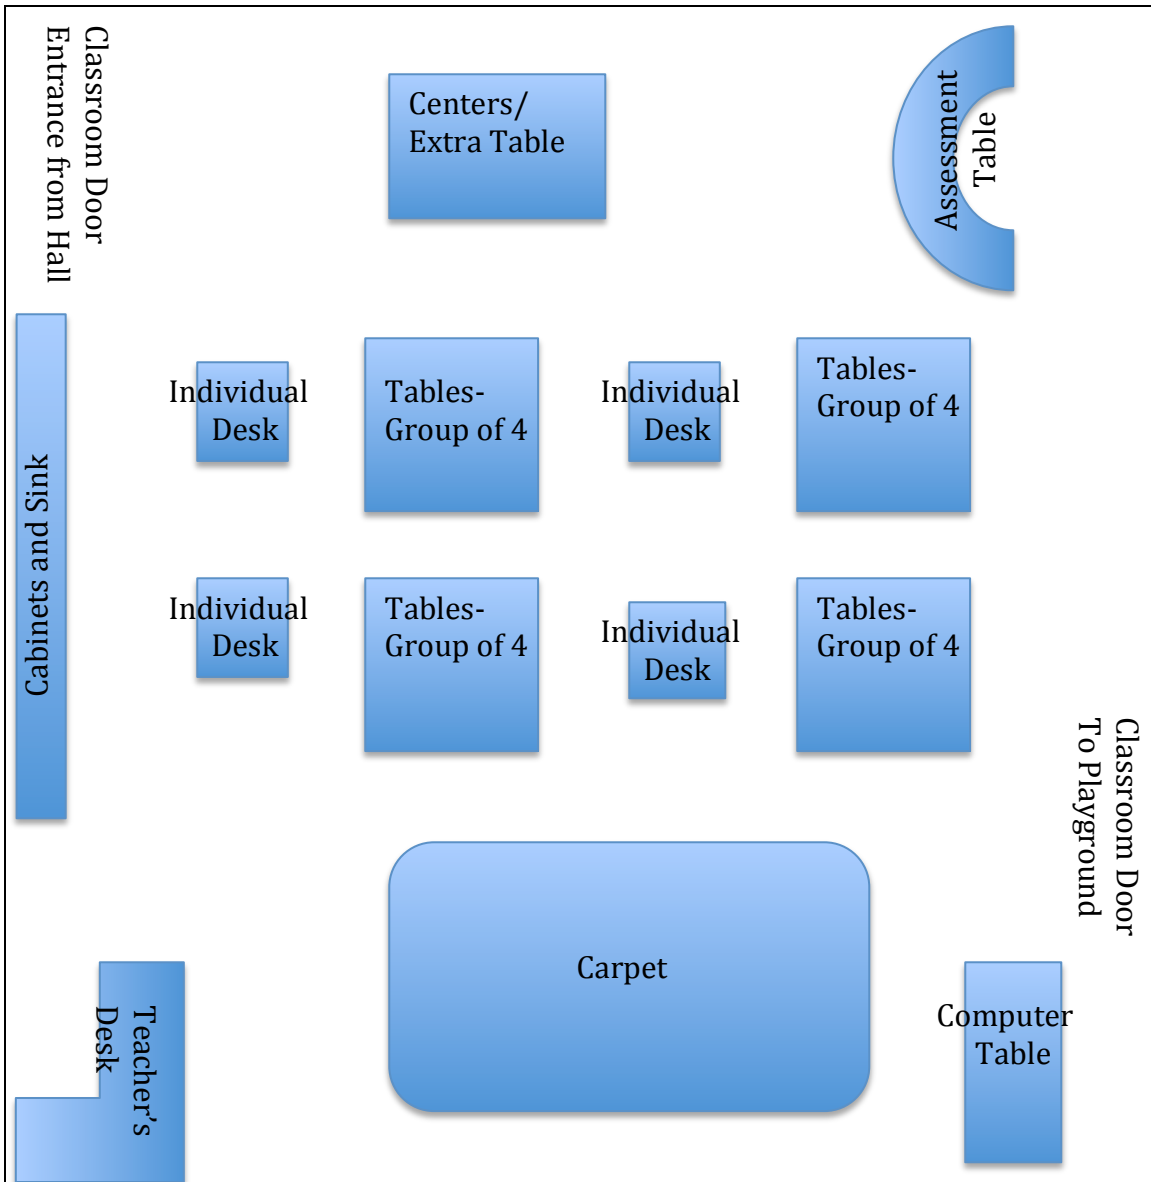 Classroom Door
Entrance from Hall
Centers/
Extra Table
Assessment
Table
Individual
Desk
Tables-
Group of 4
Individual
Desk
Tables-
Group of 4
Cabinets and Sink
Individual
Desk
Tables-
Group of 4
Individual
Desk
Tables-
Group of 4
Classroom Door
To Playground
Carpet
Teacher’s
Desk
Computer
Table